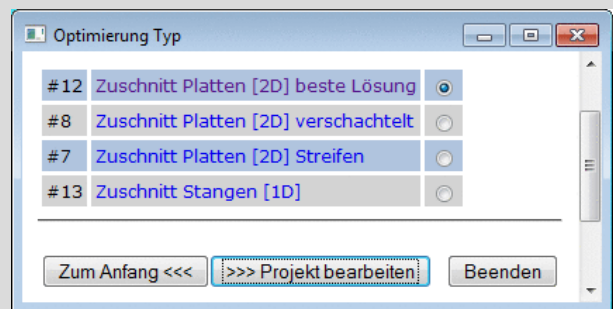 Optimierung Typ
#12 Zuschnitt Platten [2D] beste Lösung
#8 Zuschnitt Platten [2D] verschachtelt
#7 Zuschnitt Platten [2D] Streifen
#13 Zuschnitt Stangen [1D]
Zum Anfang <<< >>> Projekt bearbeiten Beenden